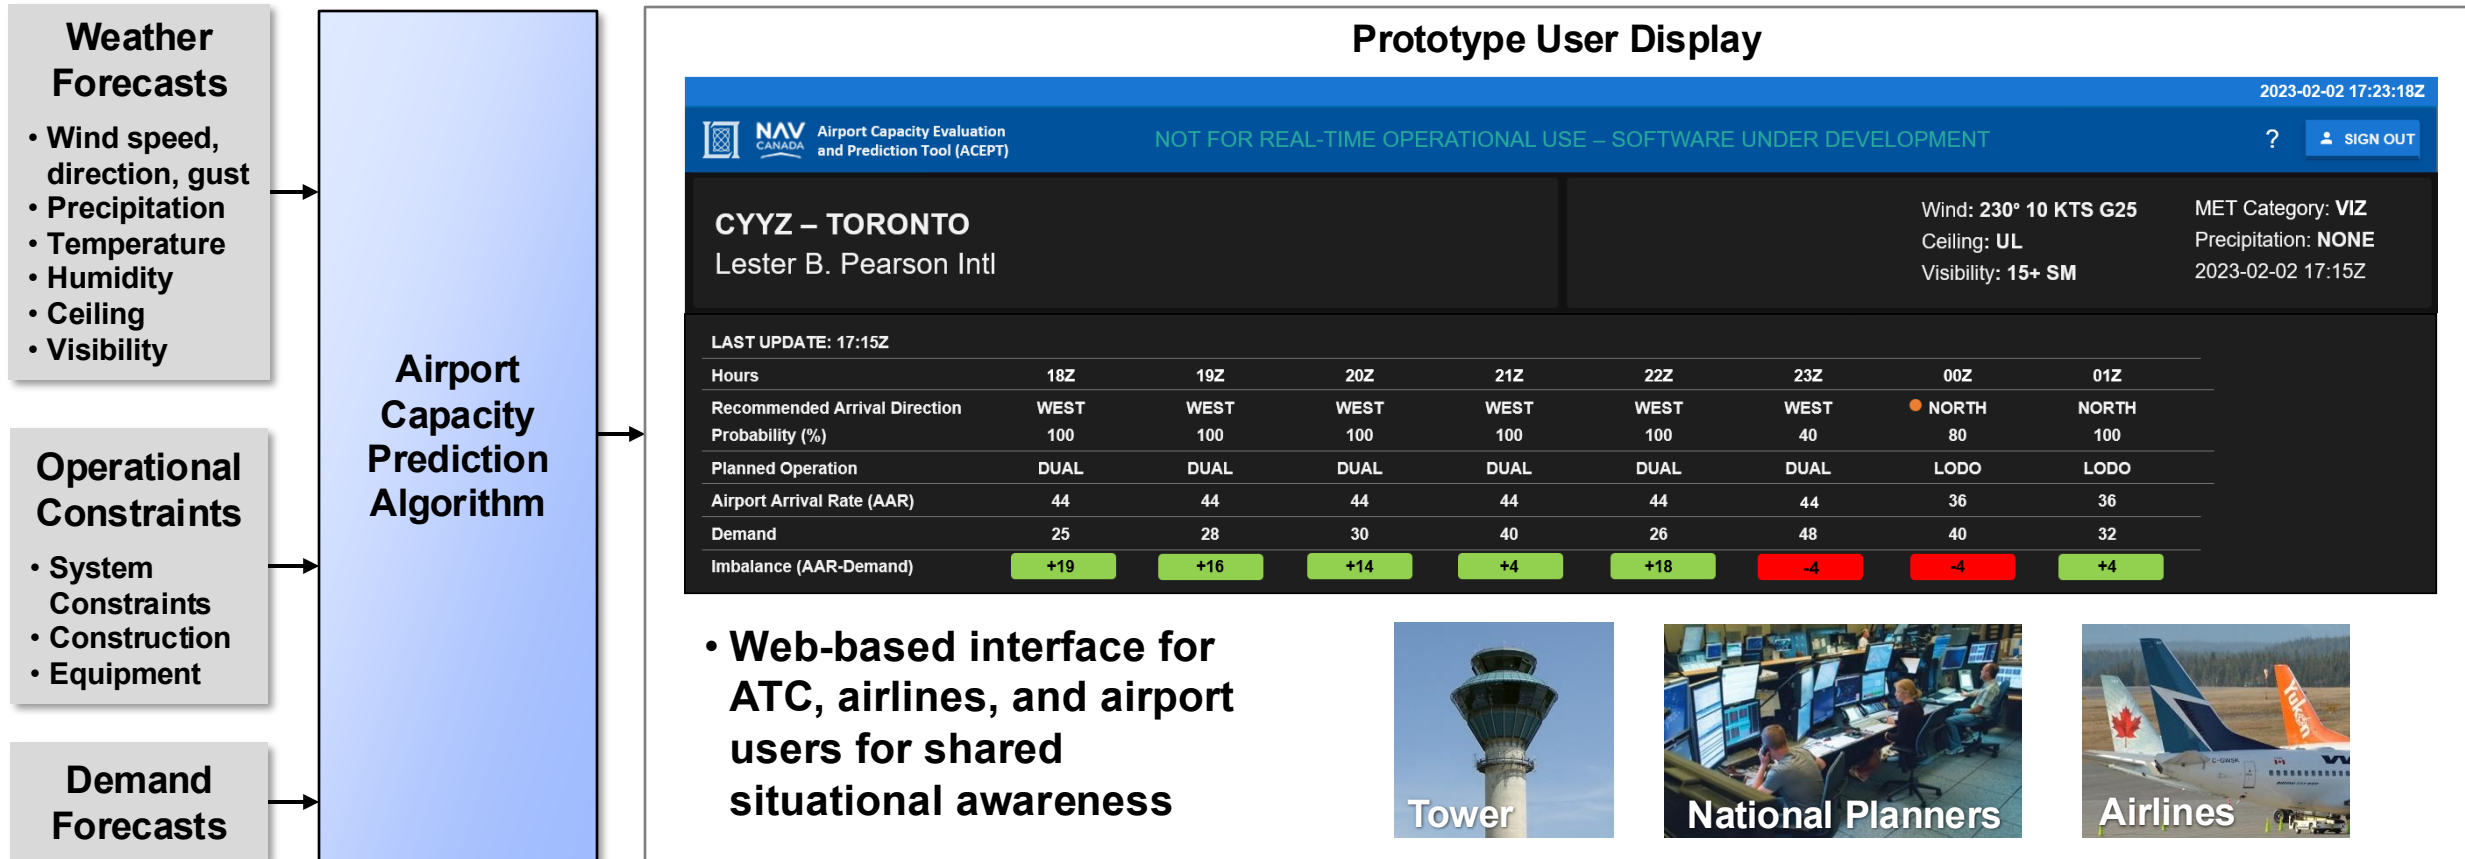 Weather
Forecasts
• Wind speed,
direction, gust
• Precipitation
• Temperature
• Humidity
• Ceiling
• Visibility
Operational
Constraints
• System
Constraints
• Construction
• Equipment
Demand
Forecasts
Airport
Capacity
Prediction
Algorithm
Prototype User Display
2023-02-02 17:23:18Z
NAV
CANADA
Airport Capacity Evaluation
and Prediction Tool (ACEPT)
NOT FOR REAL-TIME OPERATIONAL USE – SOFTWARE UNDER DEVELOPMENT
?
SIGN OUT
CYYZ – TORONTO
Lester B. Pearson Intl
Wind: 230° 10 KTS G25
Ceiling: UL
Visibility: 15+ SM
MET Category: VIZ
Precipitation: NONE
2023-02-02 17:15Z
LAST UPDATE: 17:15Z
Hours 18Z 19Z 20Z 21Z 22Z 23Z 00Z 01Z
Recommended Arrival Direction WEST WEST WEST WEST WEST WEST NORTH NORTH
Probability (%) 100 100 100 100 100 40 80 100
Planned Operation DUAL DUAL DUAL DUAL DUAL DUAL LODO LODO
Airport Arrival Rate (AAR) 44 44 44 44 44 44 36 36
Demand 25 28 30 40 26 48 40 32
Imbalance (AAR-Demand) +19 +16 +14 +4 +18 -4 -4 +4
• Web-based interface for
ATC, airlines, and airport
users for shared
situational awareness
Tower
National Planners
Yukon
C-GWSK
Airlines